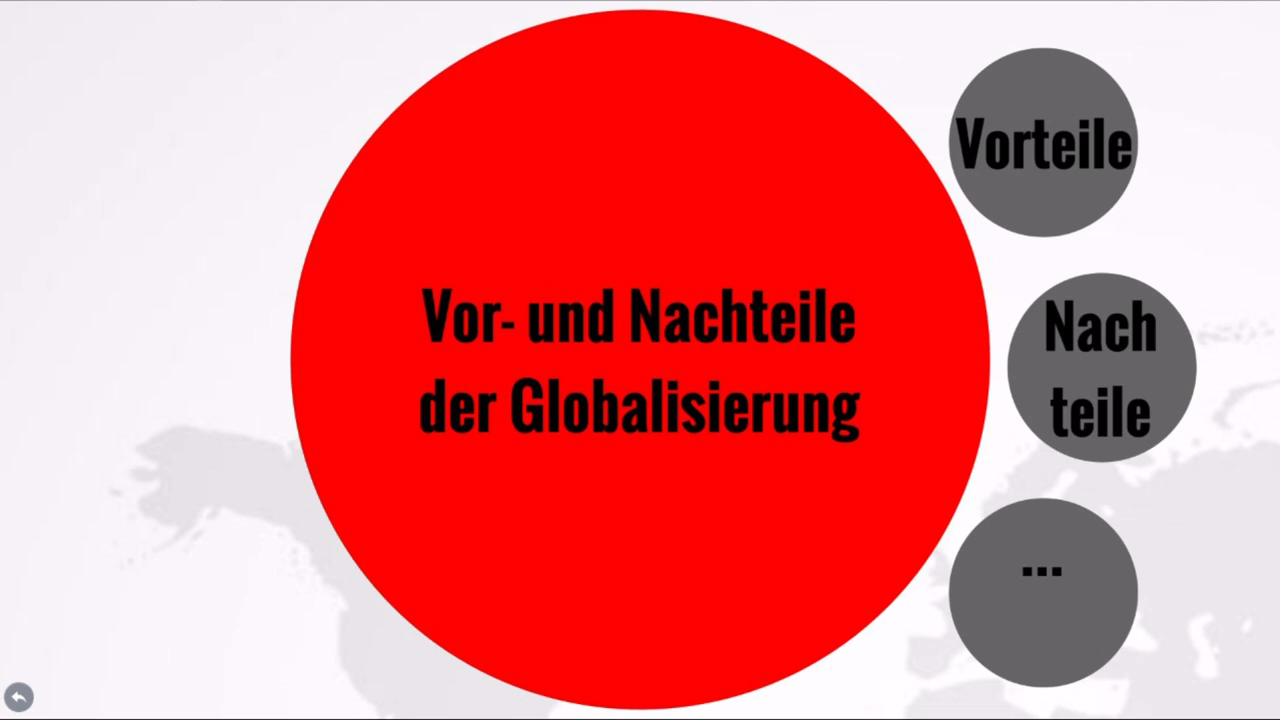 Vor- und Nachteile
der Globalisierung
Vorteile
Nach
teile
...